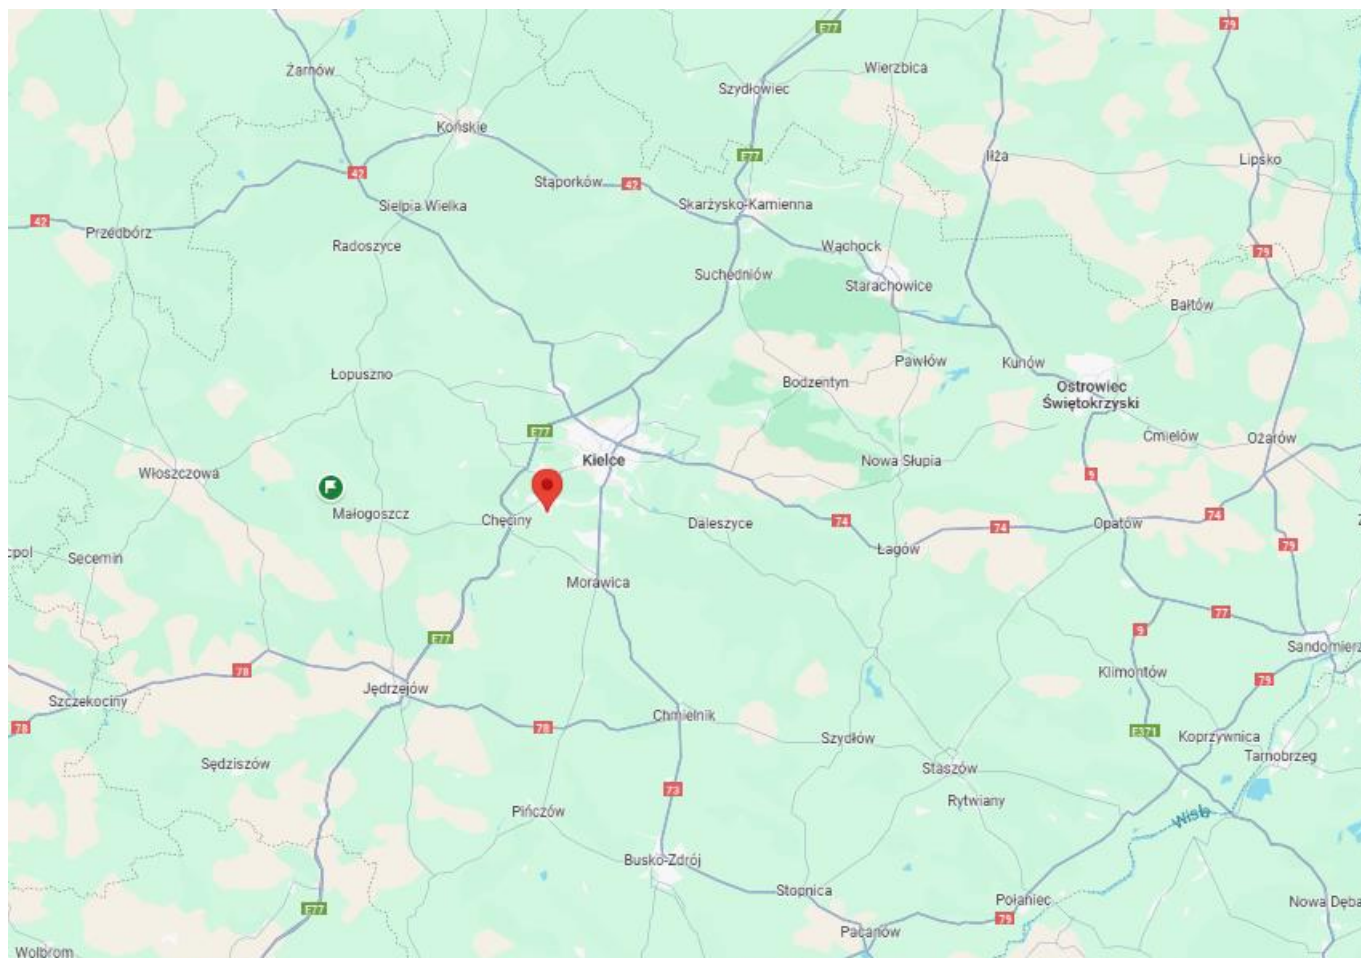 E77
79
Żarnów
Wierzbica
Szydłowiec
Końskie
E77
Iłża
Lipsko
42
Stąporków
42
Skarżysko-Kamienna
Sielpia Wielka
42
Przedbórz
Radoszyce
Wąchock
79
Suchedniów
Starachowice
Bałtów
Łopuszno
Pawłów
Kunów
Bodzentyn
Ostrowiec
Świętokrzyski
E77
Ćmielów
Ożarów
Kielce
Nowa Słupia
Włoszczowa
9
Małogoszcz
Chęciny
Daleszyce
74
74
Opatów
74
cpol
Secemin
Łagów
79
Morawica
77
E77
9
Sandomierz
78
Klimontów
79
Jędrzejów
Szczekociny
78
78
Chmielnik
Szydłów
E371
Koprzywnica
Sędziszów
Tarnobrzeg
Staszów
73
Rytwiany
Pińczów
Wisła
Busko-Zdrój
Stopnica
Połaniec
Nowa Dęba
E77
79
Pacanów
Wolbrom